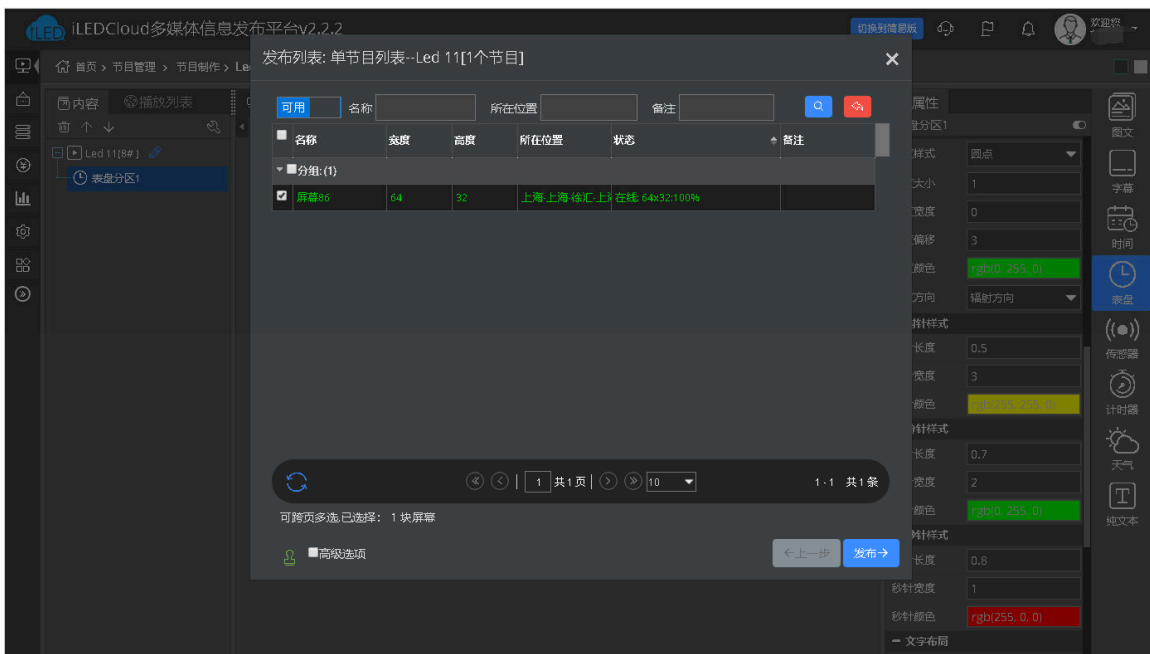 iLED iLEDCloud多媒体信息发布平台v2.2.2 切换到简易版 欢迎您
首页 > 节目管理 > 节目制作 > Le
发布列表: 单节目列表--Led 11[1个节目]
内容 播放列表
可用 名称 所在位置 备注
名称 宽度 高度 所在位置 状态 备注
分组: (1)
屏幕86 64 32 上海-上海-徐汇-上 在线: 64x32:100%
Led 11[8#]
表盘分区1
1 共1页 10 1 - 1 共1条
可跨页多选,已选择: 1 块屏幕
高级选项
上一步 发布
属性
分区1
样式 圆点
大小 1
宽度 0
偏移 3
颜色 rgb(0, 255, 0)
方向 辐射方向
针样式
长度 0.5
宽度 3
颜色 rgb(255, 255, 0)
针样式
长度 0.7
宽度 2
颜色 rgb(0, 255, 0)
针样式
长度 0.8
秒针宽度 1
秒针颜色 rgb(255, 0, 0)
文字布局
图文
字幕
时间
表盘
传感器
计时器
天气
纯文本